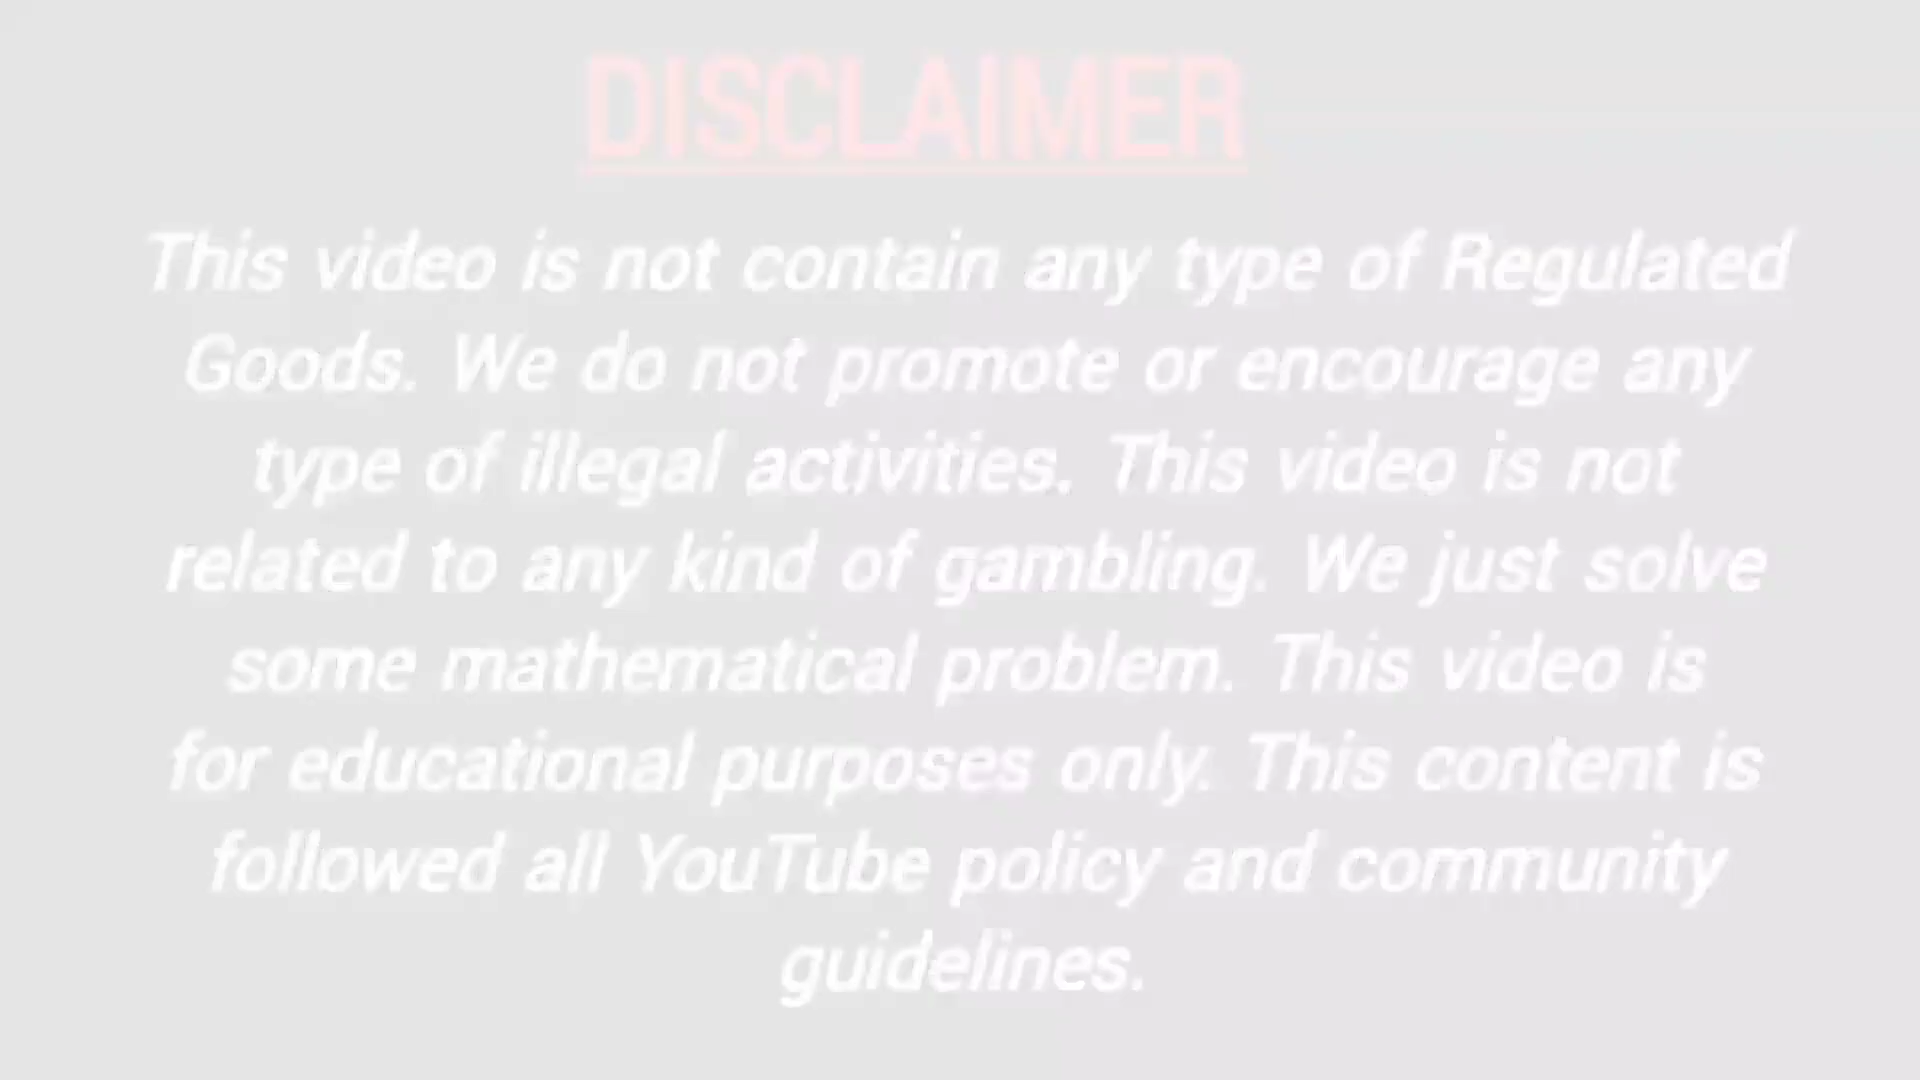 DISCLAIMER
This video is not contain any type of Regulated
Goods. We do not promote or encourage any
type of illegal activities. This video is not
related to any kind of gambling. We just solve
some mathematical problem. This video is
for educational purposes only. This content is
followed all YouTube policy and community
guidelines.